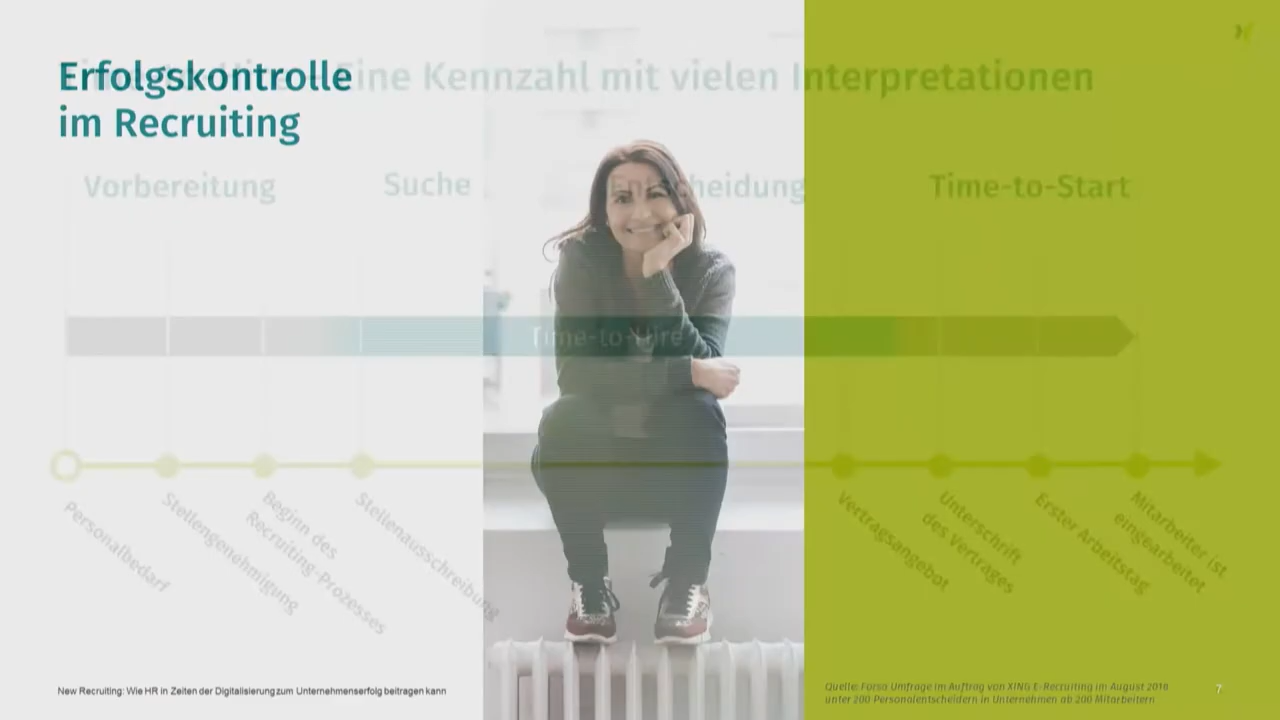 Erfolgskontrolle
im Recruiting
Eine Kennzahl mit vielen Interpretationen
Vorbereitung
Suche
Entscheidung
Time-to-Start
Time-to-Hire
Personalbedarf
Stellengenehmigung
Beginn des
Recruiting-Prozesses
Stellenausschreibung
Vertragsangebot
Unterschrift
des Vertrages
Erster Arbeitstag
Mitarbeiter ist
eingearbeitet
New Recruiting: Wie HR in Zeiten der Digitalisierung zum Unternehmenserfolg beitragen kann
Quelle: Forsa Umfrage im Auftrag von XING E-Recruiting im August 2016
unter 200 Personalentscheidern in Unternehmen ab 200 Mitarbeitern
7